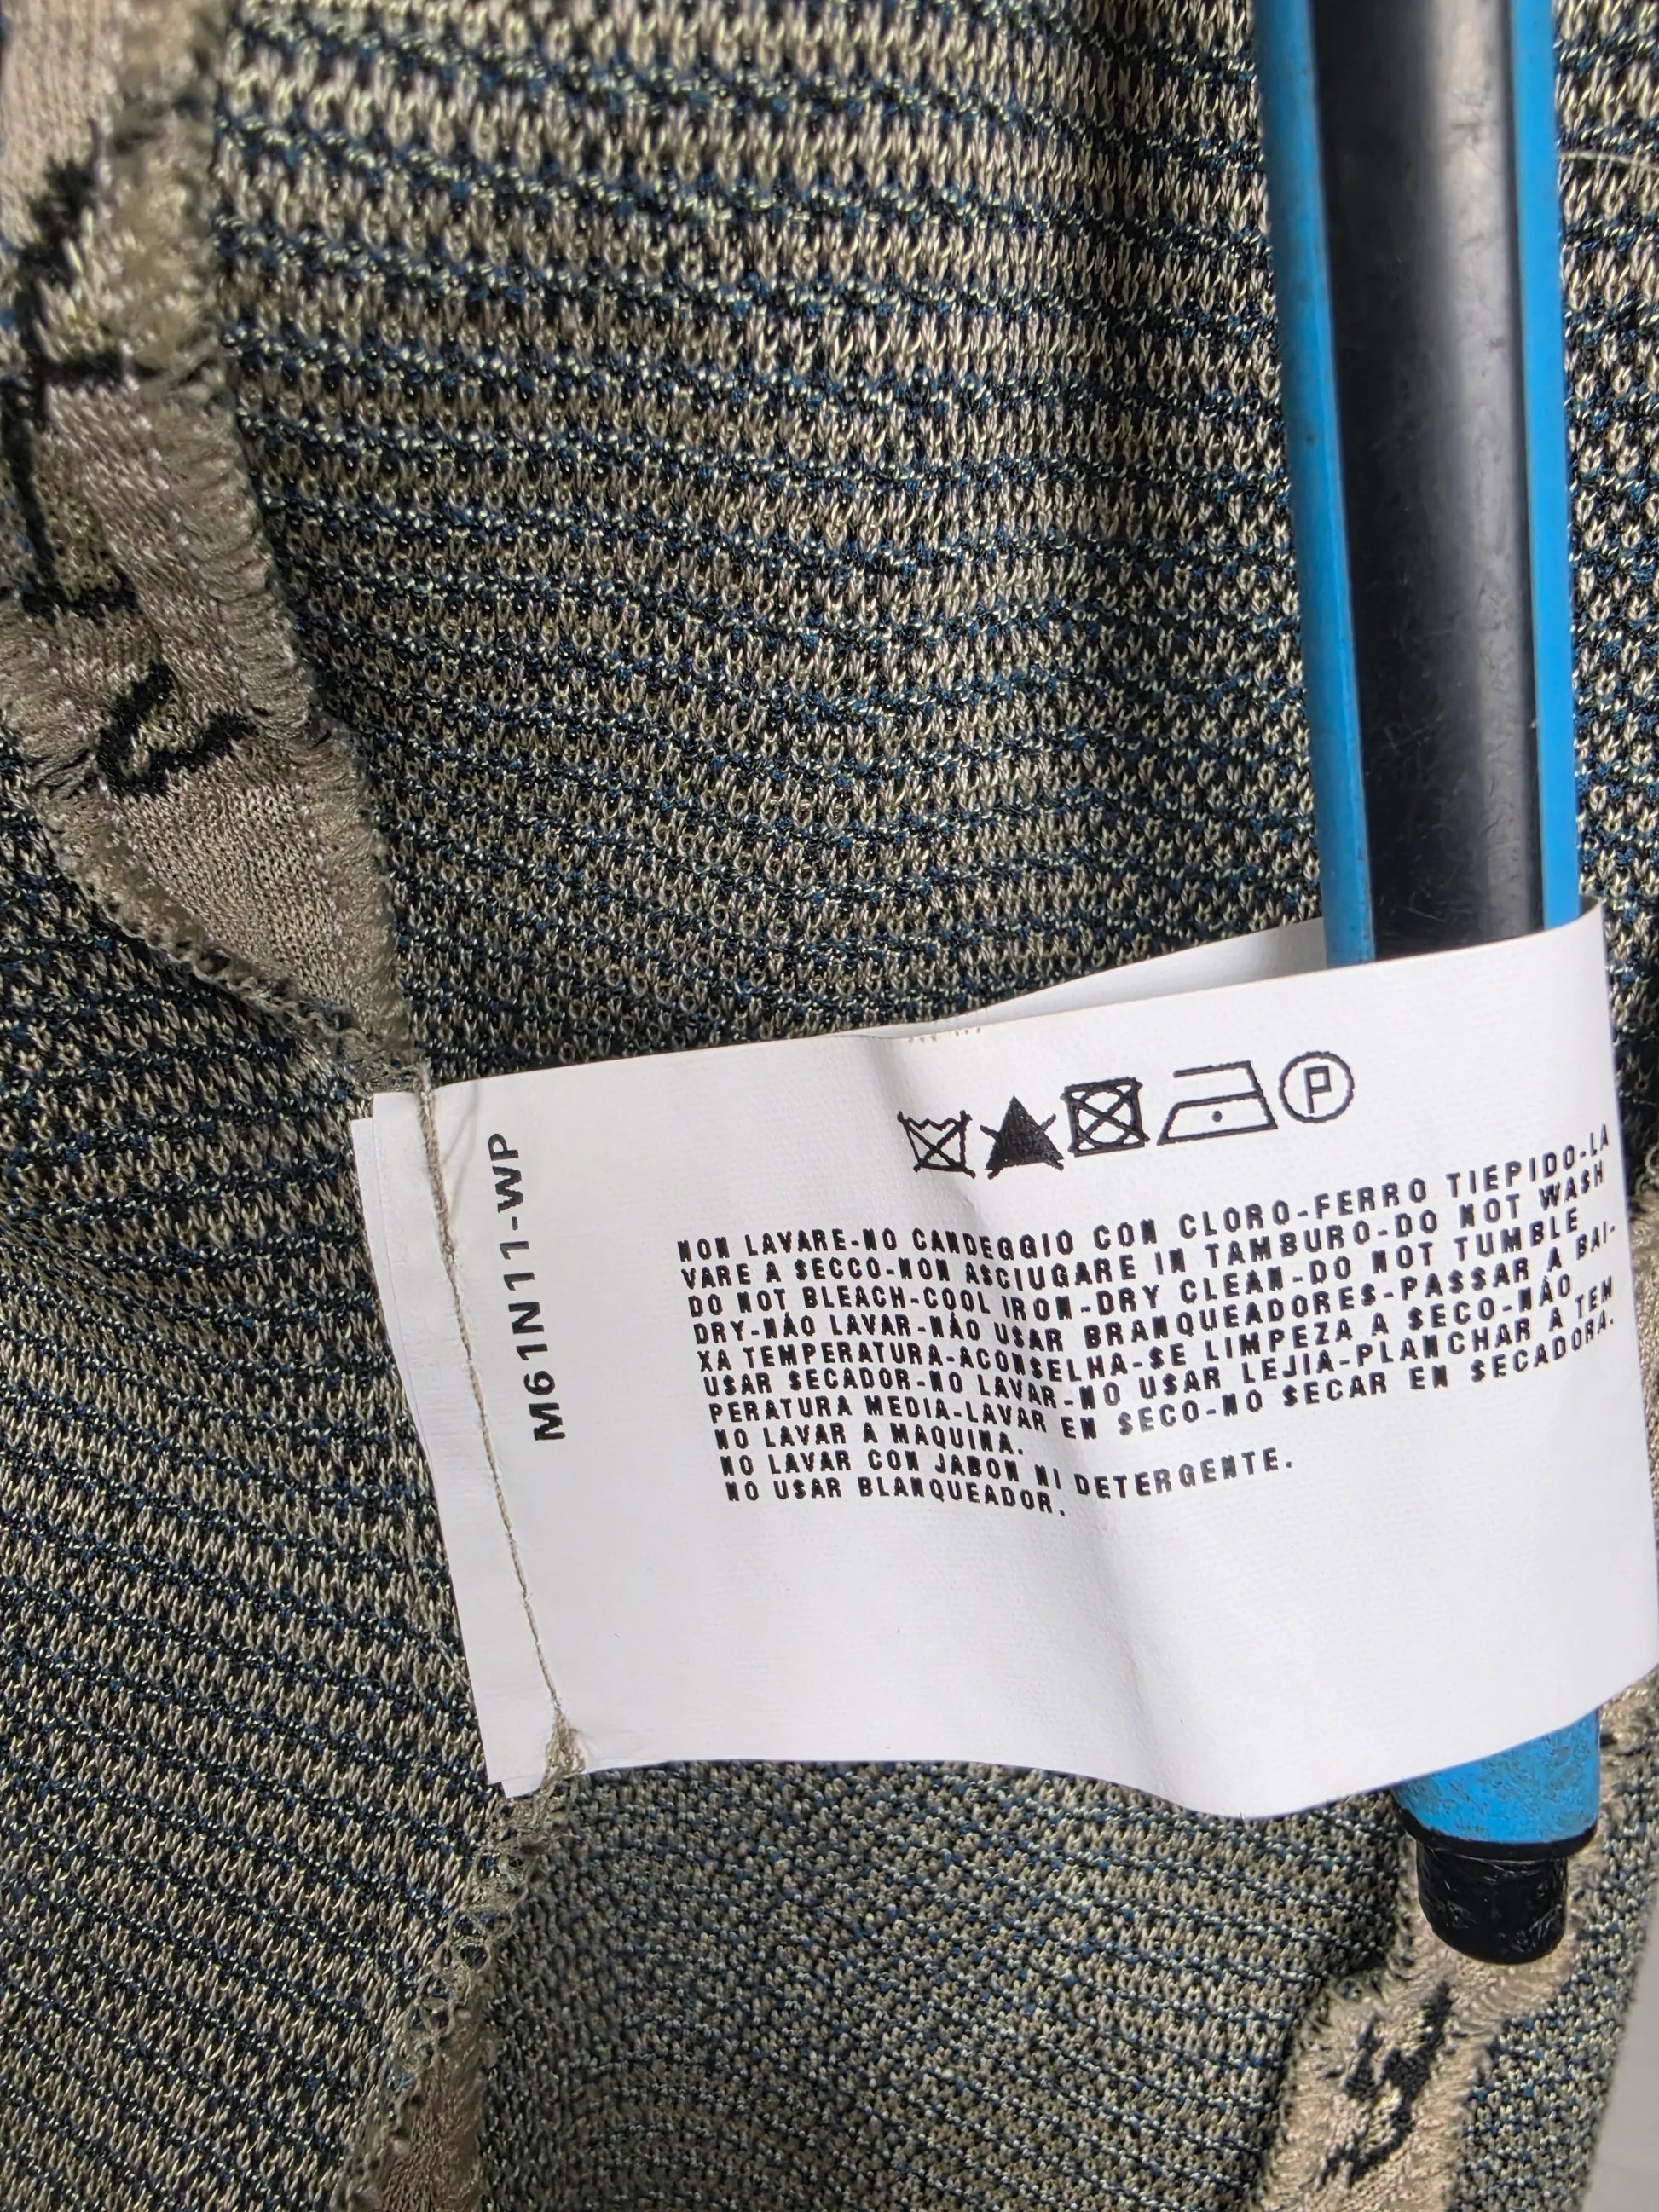 P
NON LAVARE-NO CANDEGGIO CON CLORO-FERRO TIEPIDO-LA
VARE A SECCO-NON ASCIUGARE IN TAMBURO-DO NOT WASH
DO NOT BLEACH-COOL IRON-DRY CLEAN-DO NOT TUMBLE
DRY-NÃO LAVAR-NÃO USAR BRANQUEADORES-PASSAR A BAI-
XA TEMPERATURA-ACONSELHA-SE LIMPEZA A SECO-NÃO
USAR SECADOR-NO LAVAR-NO USAR LEJIA-PLANCHAR A TEM
PERATURA MEDIA-LAVAR EN SECO-NO SECAR EN SECADORA.
NO LAVAR A MAQUINA.
NO LAVAR CON JABON NI DETERGENTE.
NO USAR BLANQUEADOR.
M61N11-WP